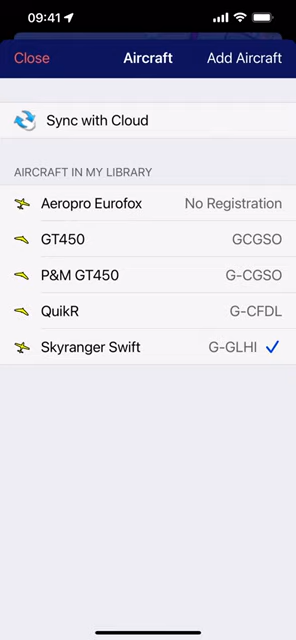 09:41
Close Aircraft Add Aircraft
Sync with Cloud
AIRCRAFT IN MY LIBRARY
Aeropro Eurofox No Registration
GT450 GCGSO
P&M GT450 G-CGSO
QuikR G-CFDL
Skyranger Swift G-GLHI